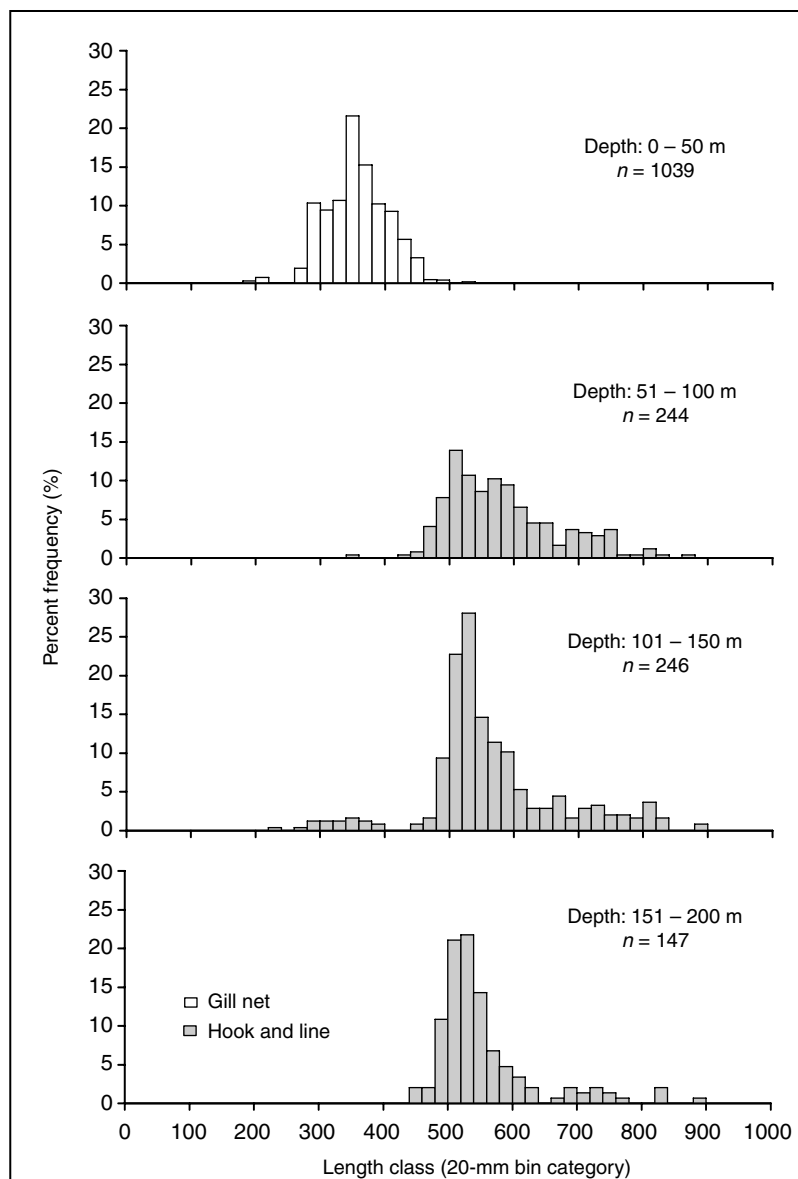 30
25
20
15
10
5
0
Depth: 0 – 50 m
n = 1039
30
25
20
15
10
5
0
Depth: 51 – 100 m
n = 244
Percent frequency (%)
30
25
20
15
10
5
0
Depth: 101 – 150 m
n = 246
30
25
20
15
10
5
0
Depth: 151 – 200 m
n = 147
Gill net
Hook and line
0 100 200 300 400 500 600 700 800 900 1000
Length class (20-mm bin category)